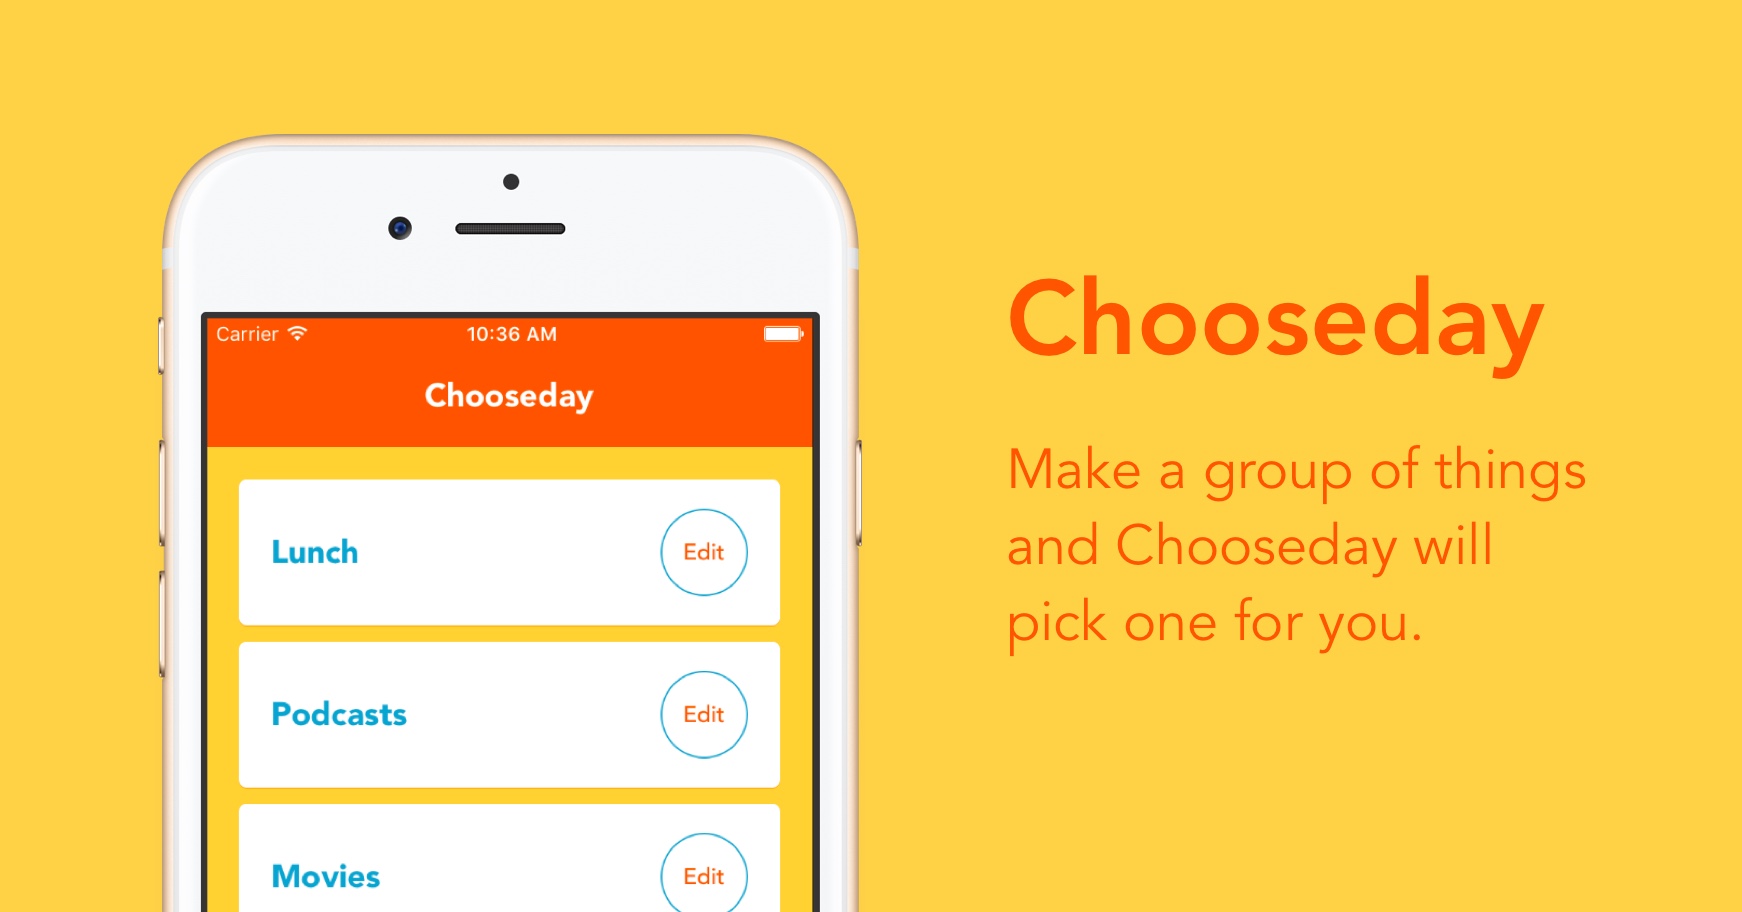 Carrier 10:36 AM
Chooseday
Lunch Edit
Podcasts Edit
Movies Edit
Chooseday
Make a group of things
and Chooseday will
pick one for you.